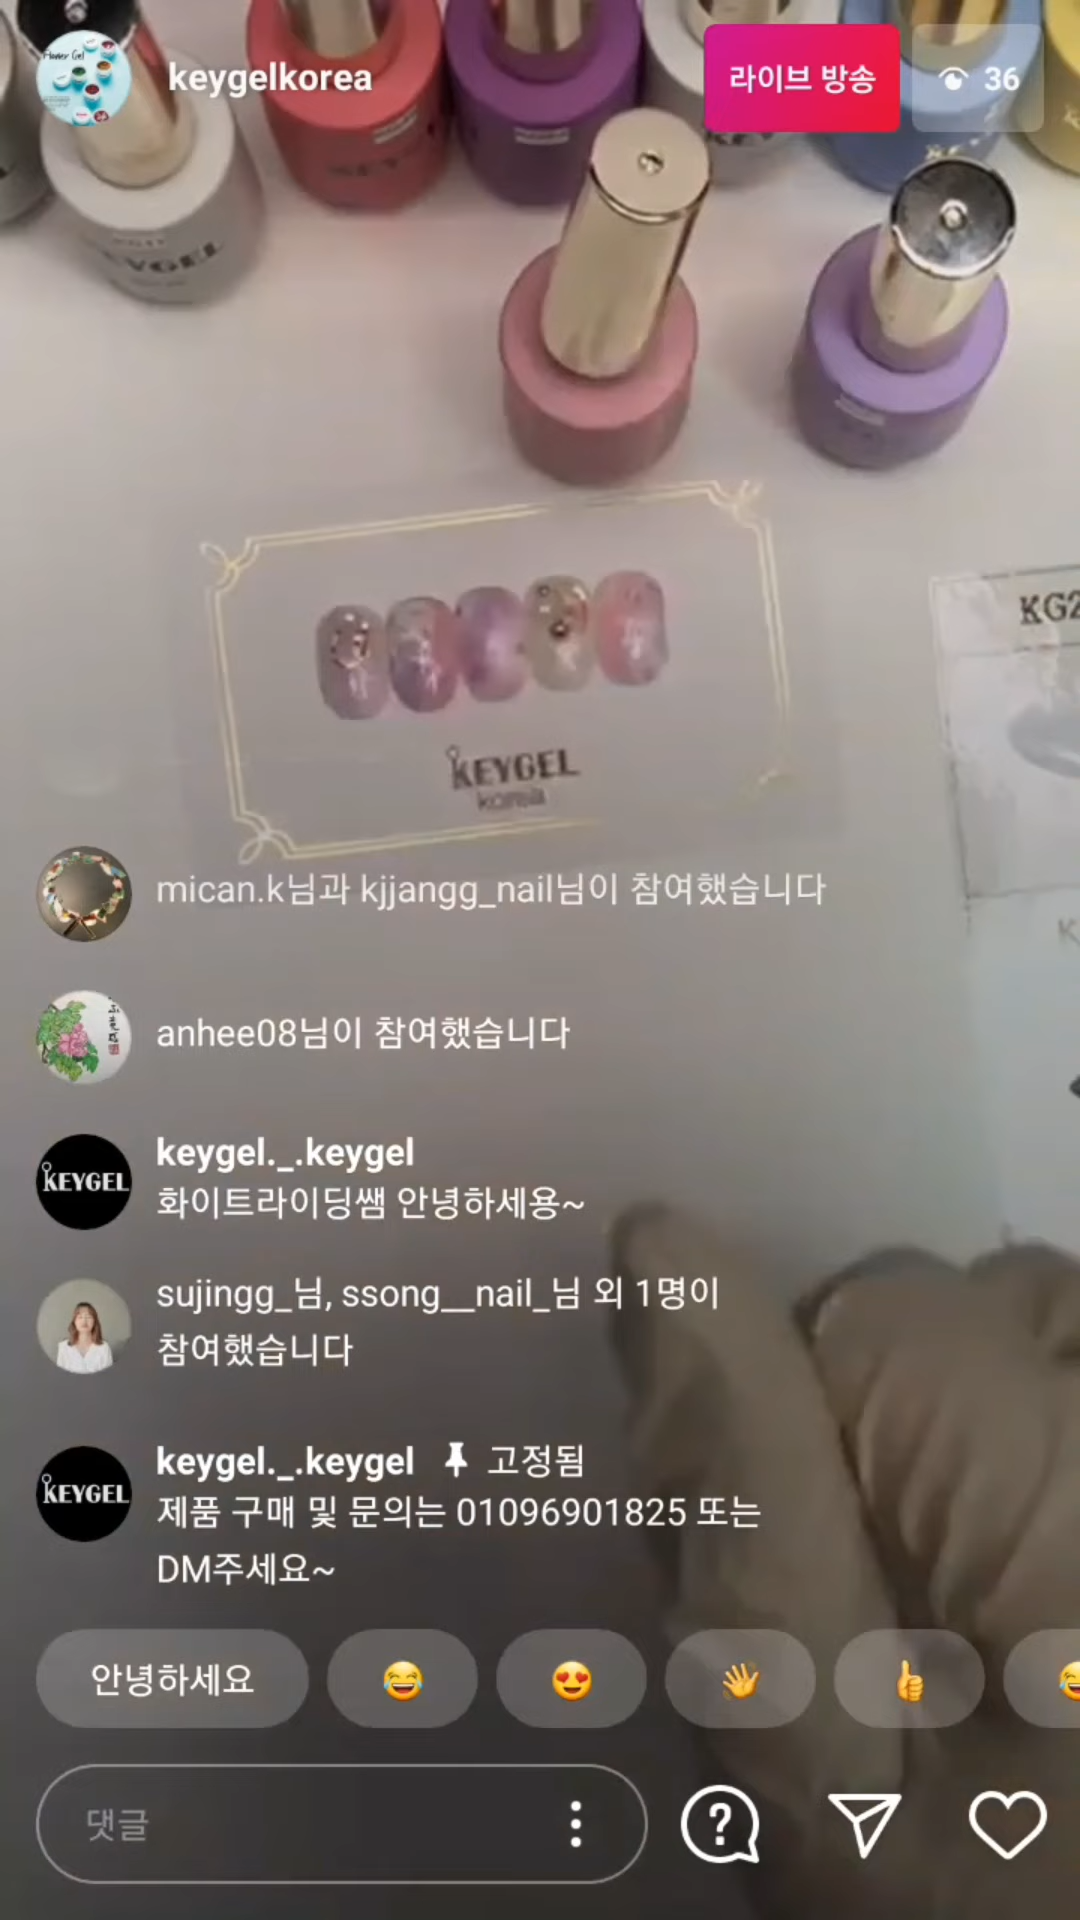 Flower Gel
keygelkorea
라이브 방송
36
KEYGEL
KEYGEL
korea
KG2
mican.k님과 kjjangg_nail님이 참여했습니다
anhee08님이 참여했습니다
keygel._.keygel
KEYGEL
화이트라이딩쌤 안녕하세용~
sujingg_님, ssong__nail_님 외 1명이
참여했습니다
keygel._.keygel 고정됨
KEYGEL
제품 구매 및 문의는 01096901825 또는
DM주세요~
안녕하세요
댓글